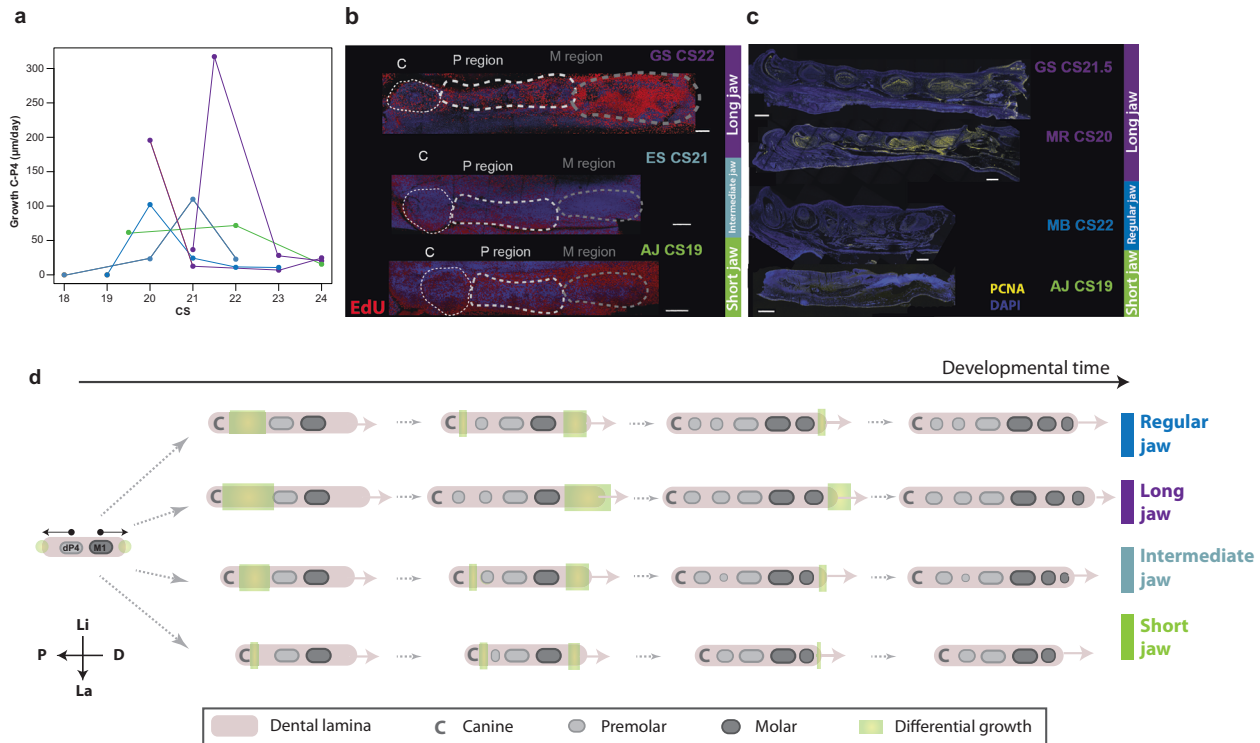 a
Growth C-P4 (µm/day)
300
250
200
150
100
50
0
18 19 20 21 22 23 24
CS
b
C P region M region GS CS22
C P region M region ES CS21
C P region M region AJ CS19
EdU
Long jaw
Intermediate jaw
Short jaw
c
GS CS21.5
MR CS20
MB CS22
AJ CS19
PCNA
DAPI
Long jaw
Regular jaw
Short jaw
d
Developmental time
C C C C
Regular
jaw
C C C C
Long
jaw
dP4 M1
C C C C
Intermediate
jaw
C C C C
Short
jaw
Li
P D
La
Dental lamina C Canine Premolar Molar Differential growth